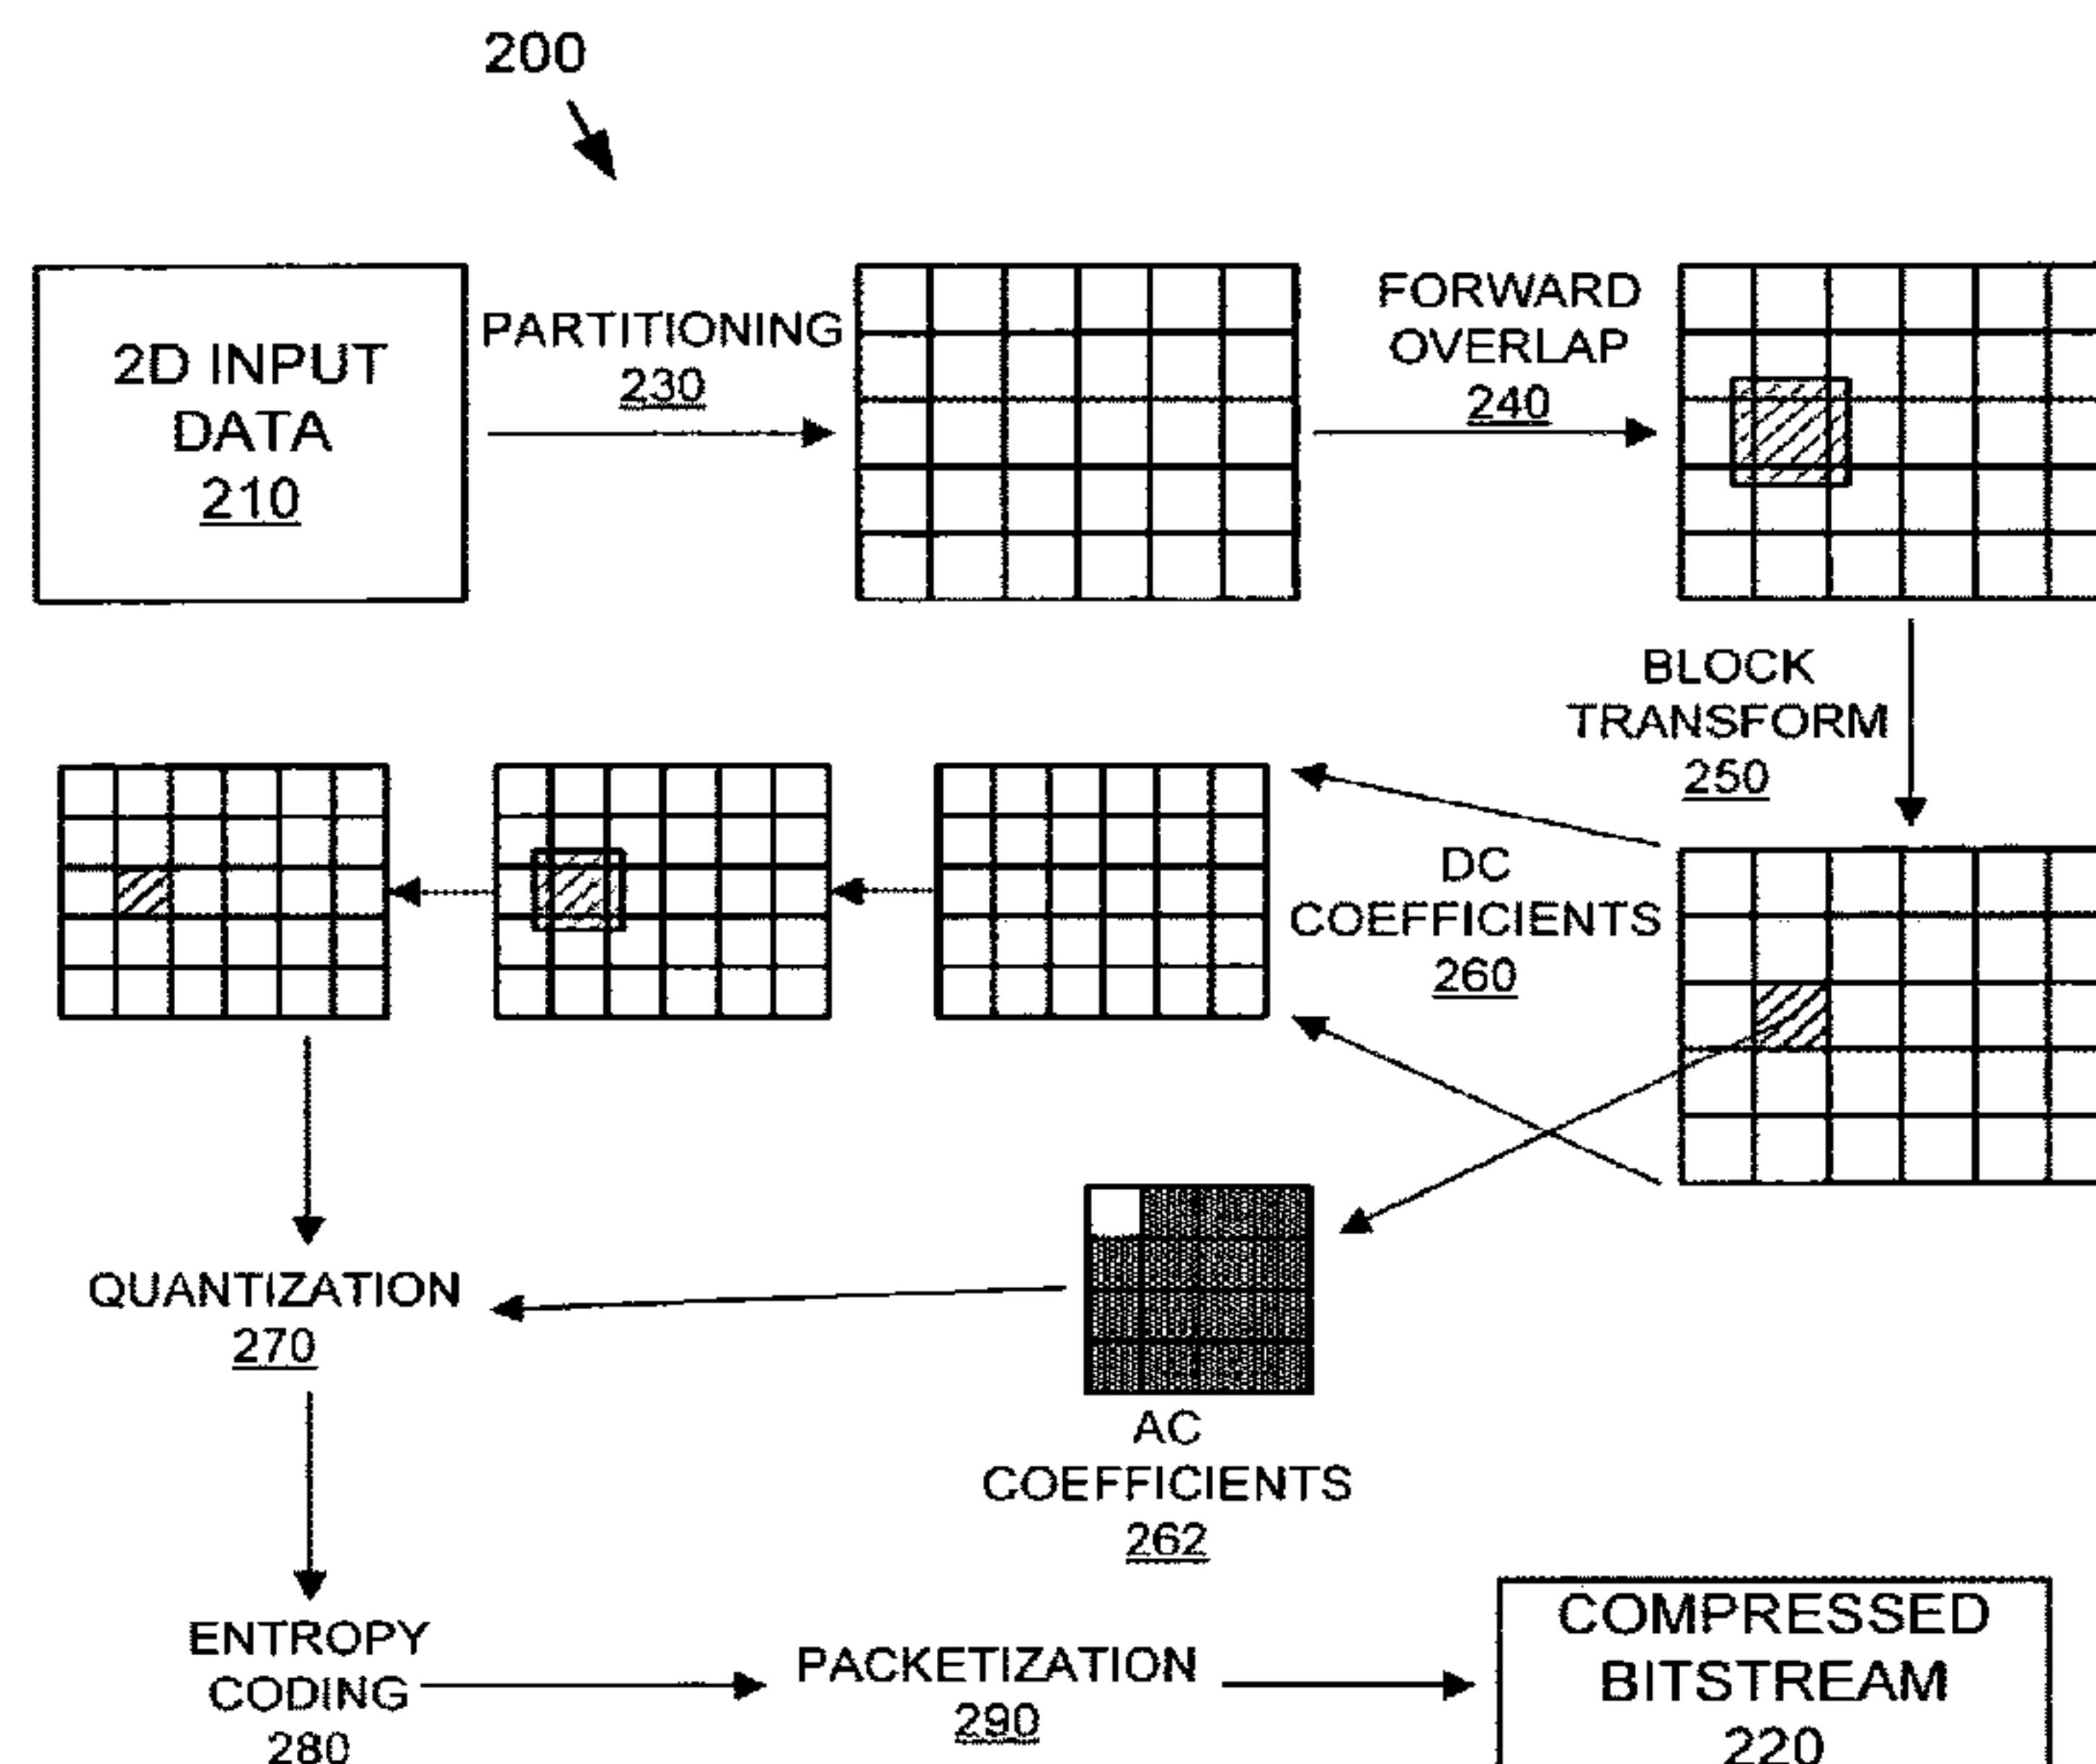 200
2D INPUT
DATA
210
PARTITIONING
230
FORWARD
OVERLAP
240
BLOCK
TRANSFORM
250
DC
COEFFICIENTS
260
AC
COEFFICIENTS
262
QUANTIZATION
270
ENTROPY
CODING
280
PACKETIZATION
290
COMPRESSED
BITSTREAM
220